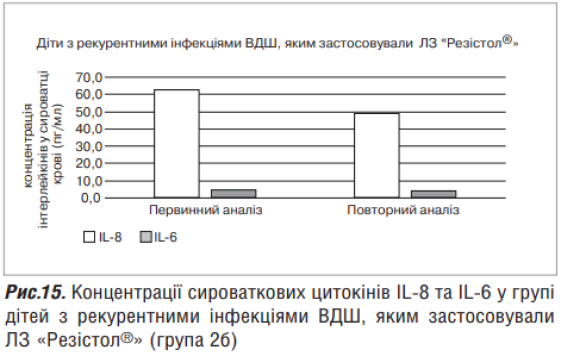 Діти з рекурентними інфекціями ВДШ, яким застосовували ЛЗ “Резістол®»
концентрація
інтерлейкінів у сироватці
крові (пг/мл)
70,0
60,0
50,0
40,0
30,0
20,0
10,0
0,0
Первинний аналіз
Повторний аналіз
IL-8
IL-6
Рис.15. Концентрації сироваткових цитокінів IL-8 та IL-6 у групі
дітей з рекурентними інфекціями ВДШ, яким застосовували
ЛЗ «Резістол®» (група 2б)